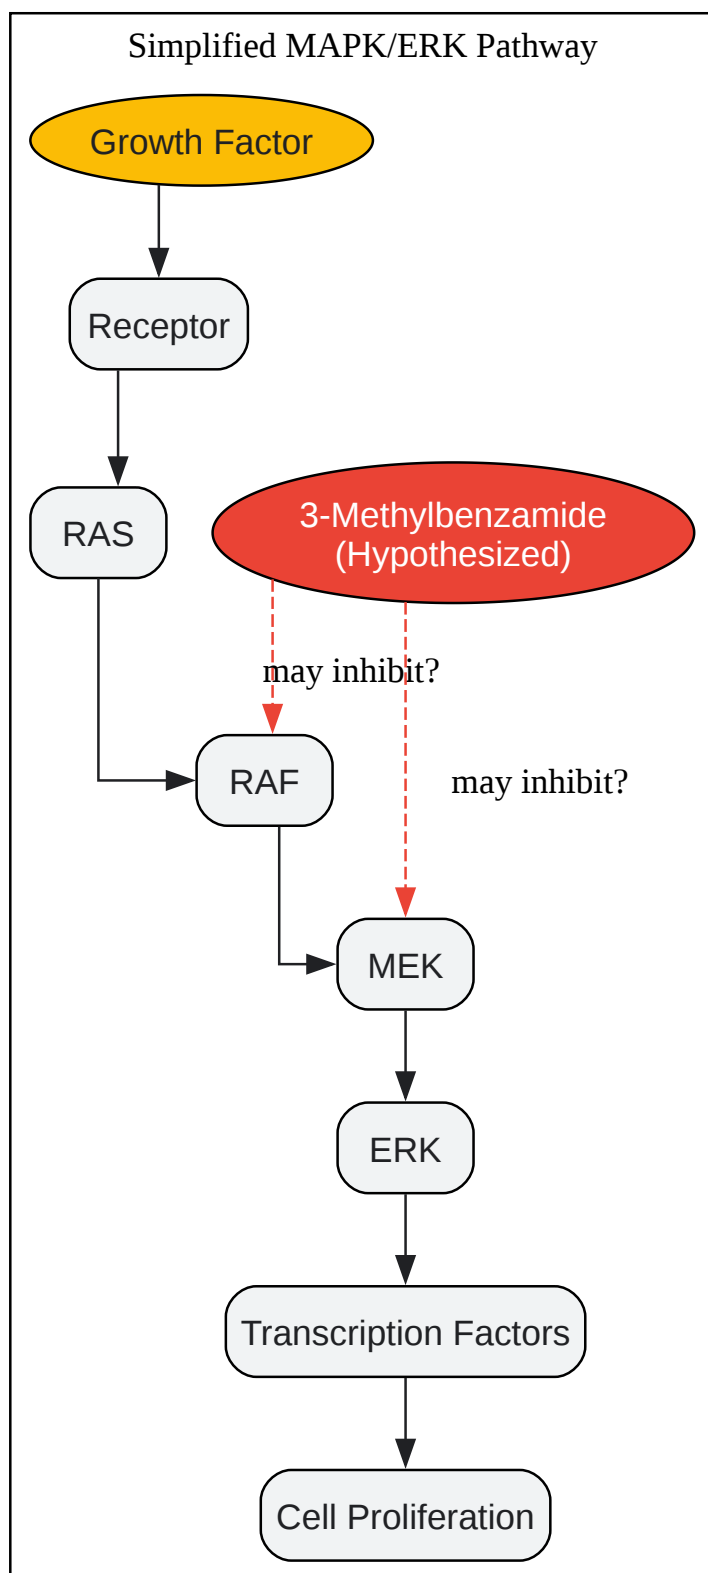 Simplified MAPK/ERK Pathway
Growth Factor
Receptor
RAS
3-Methylbenzamide
(Hypothesized)
may inhibit?
RAF
may inhibit?
MEK
ERK
Transcription Factors
Cell Proliferation